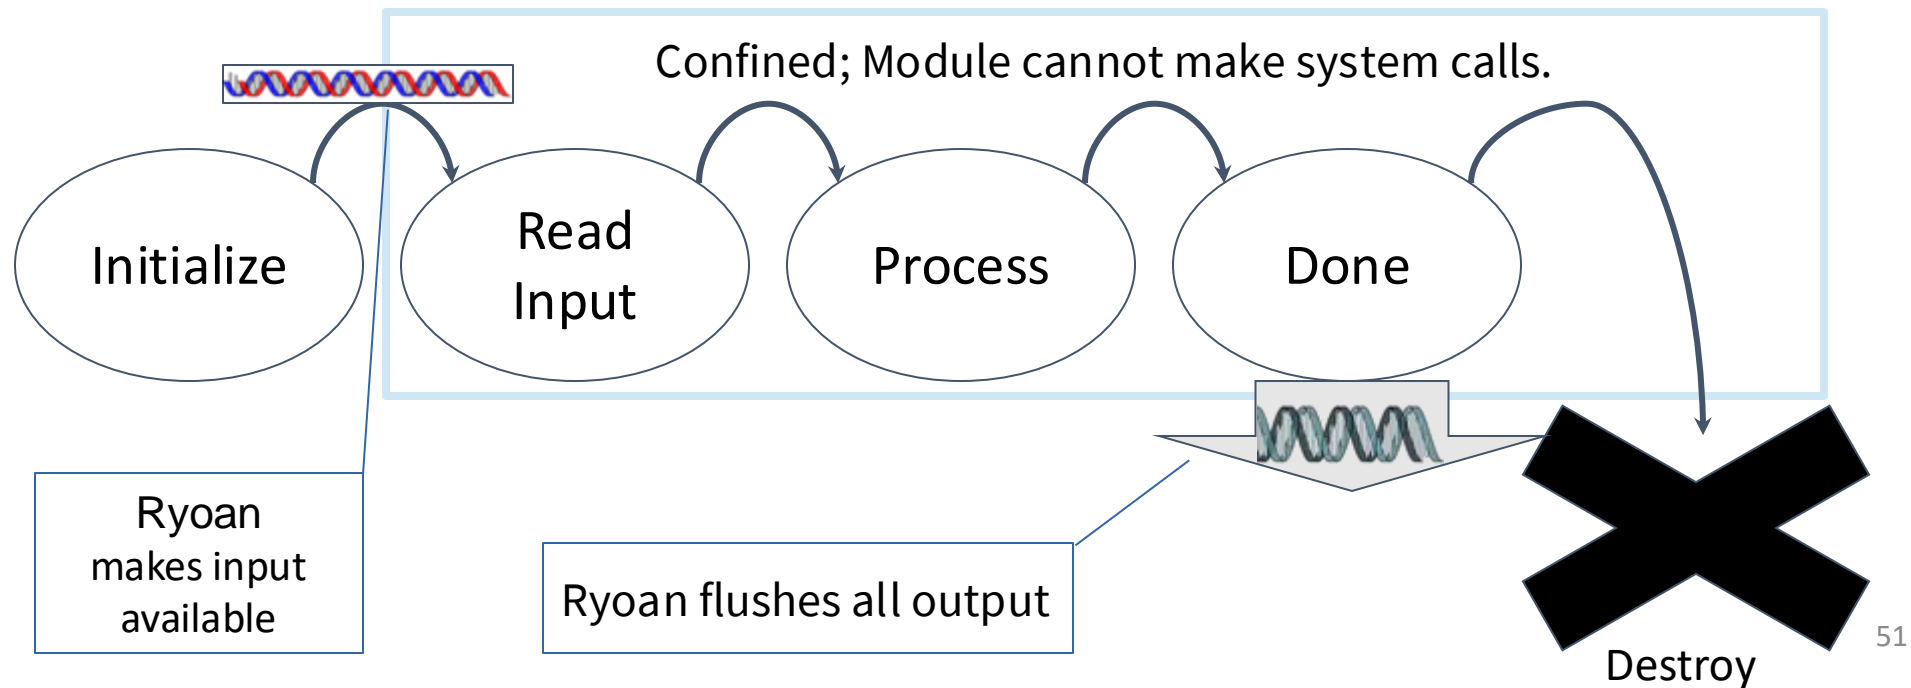 Confined; Module cannot make system calls.
Initialize
Read
Input
Process
Done
Ryoan
makes input
available
Ryoan flushes all output
51
Destroy